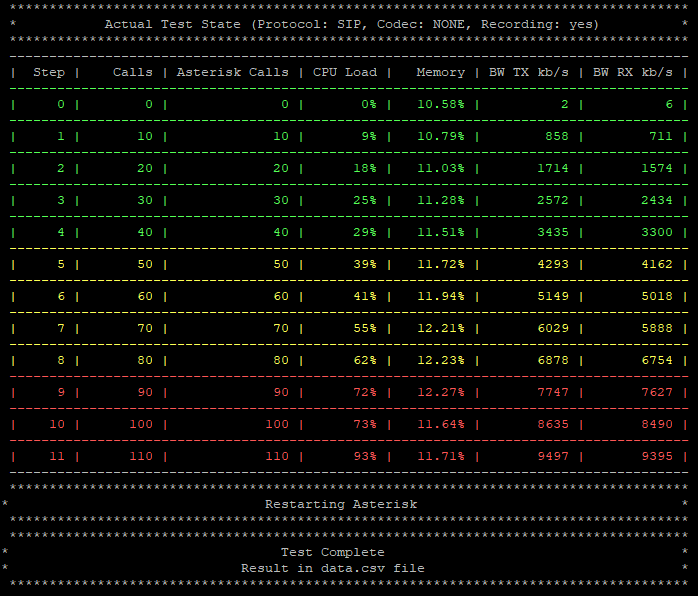 *************************************************************************************
* Actual Test State (Protocol: SIP, Codec: NONE, Recording: yes) *
*************************************************************************************
-------------------------------------------------------------------------------------
| Step | Calls | Asterisk Calls | CPU Load | Memory | BW TX kb/s | BW RX kb/s |
-------------------------------------------------------------------------------------
| 0 | 0 | 0 | 0% | 10.58% | 2 | 6 |
-------------------------------------------------------------------------------------
| 1 | 10 | 10 | 9% | 10.79% | 858 | 711 |
-------------------------------------------------------------------------------------
| 2 | 20 | 20 | 18% | 11.03% | 1714 | 1574 |
-------------------------------------------------------------------------------------
| 3 | 30 | 30 | 25% | 11.28% | 2572 | 2434 |
-------------------------------------------------------------------------------------
| 4 | 40 | 40 | 29% | 11.51% | 3435 | 3300 |
-------------------------------------------------------------------------------------
| 5 | 50 | 50 | 39% | 11.72% | 4293 | 4162 |
-------------------------------------------------------------------------------------
| 6 | 60 | 60 | 41% | 11.94% | 5149 | 5018 |
-------------------------------------------------------------------------------------
| 7 | 70 | 70 | 55% | 12.21% | 6029 | 5888 |
-------------------------------------------------------------------------------------
| 8 | 80 | 80 | 62% | 12.23% | 6878 | 6754 |
-------------------------------------------------------------------------------------
| 9 | 90 | 90 | 72% | 12.27% | 7747 | 7627 |
-------------------------------------------------------------------------------------
| 10 | 100 | 100 | 73% | 11.64% | 8635 | 8490 |
-------------------------------------------------------------------------------------
| 11 | 110 | 110 | 93% | 11.71% | 9497 | 9395 |
-------------------------------------------------------------------------------------
*************************************************************************************
* Restarting Asterisk *
*************************************************************************************
*************************************************************************************
* Test Complete *
* Result in data.csv file *
*************************************************************************************